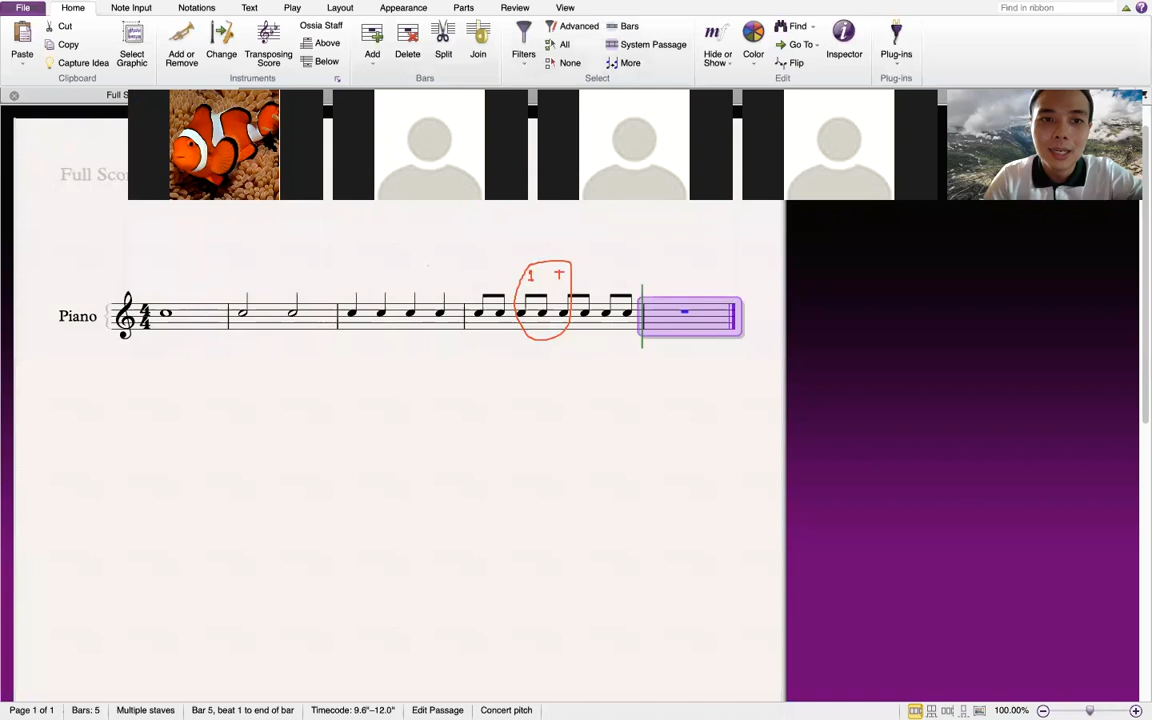 File Home Note Input Notations Text Play Layout Appearance Parts Review View Find in ribbon
Paste
Cut
Copy
Capture Idea
Clipboard
Select Graphic
Add or Remove
Change
Transposing Score
Ossia Staff
Above
Below
Instruments
Add
Delete
Split
Join
Bars
Filters
Advanced
All
None
Bars
System Passage
More
Select
Hide or Show
Color
Find
Go To
Flip
Inspector
Edit
Plug-ins
Plug-ins
Full S
Full Scor
1 +
Piano
4
4
Page 1 of 1 Bars: 5 Multiple staves Bar 5, beat 1 to end of bar Timecode: 9.6"–12.0" Edit Passage Concert pitch 100.00%